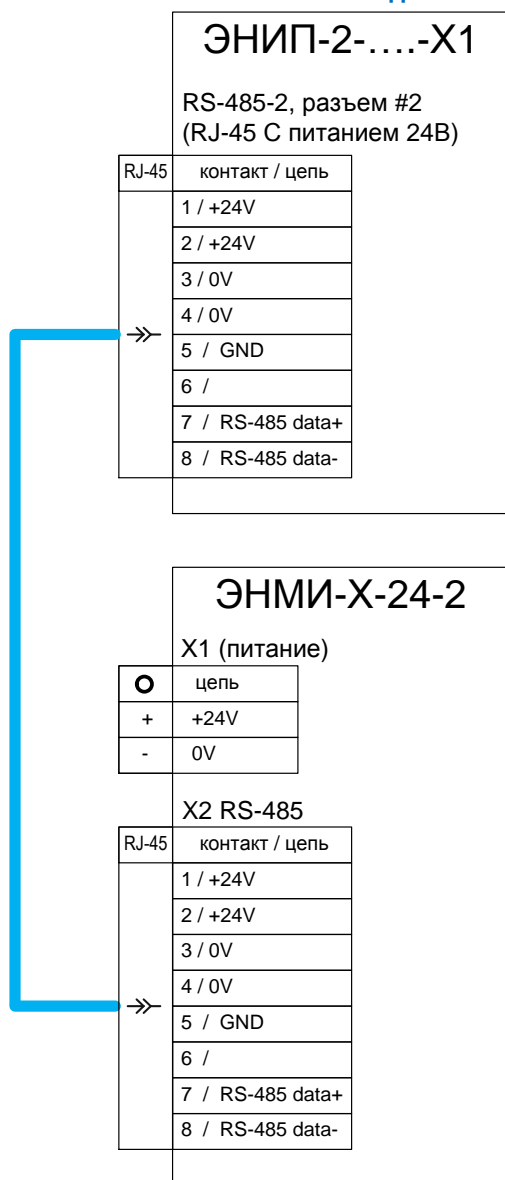 ЭНИП-2-….-X1
RS-485-2, разъем #2
(RJ-45 С питанием 24В)
RJ-45 контакт / цепь
1 / +24V
2 / +24V
3 / 0V
4 / 0V
5 / GND
6 /
7 / RS-485 data+
8 / RS-485 data-
ЭНМИ-X-24-2
X1 (питание)
цепь
+ +24V
- 0V
X2 RS-485
RJ-45 контакт / цепь
1 / +24V
2 / +24V
3 / 0V
4 / 0V
5 / GND
6 /
7 / RS-485 data+
8 / RS-485 data-